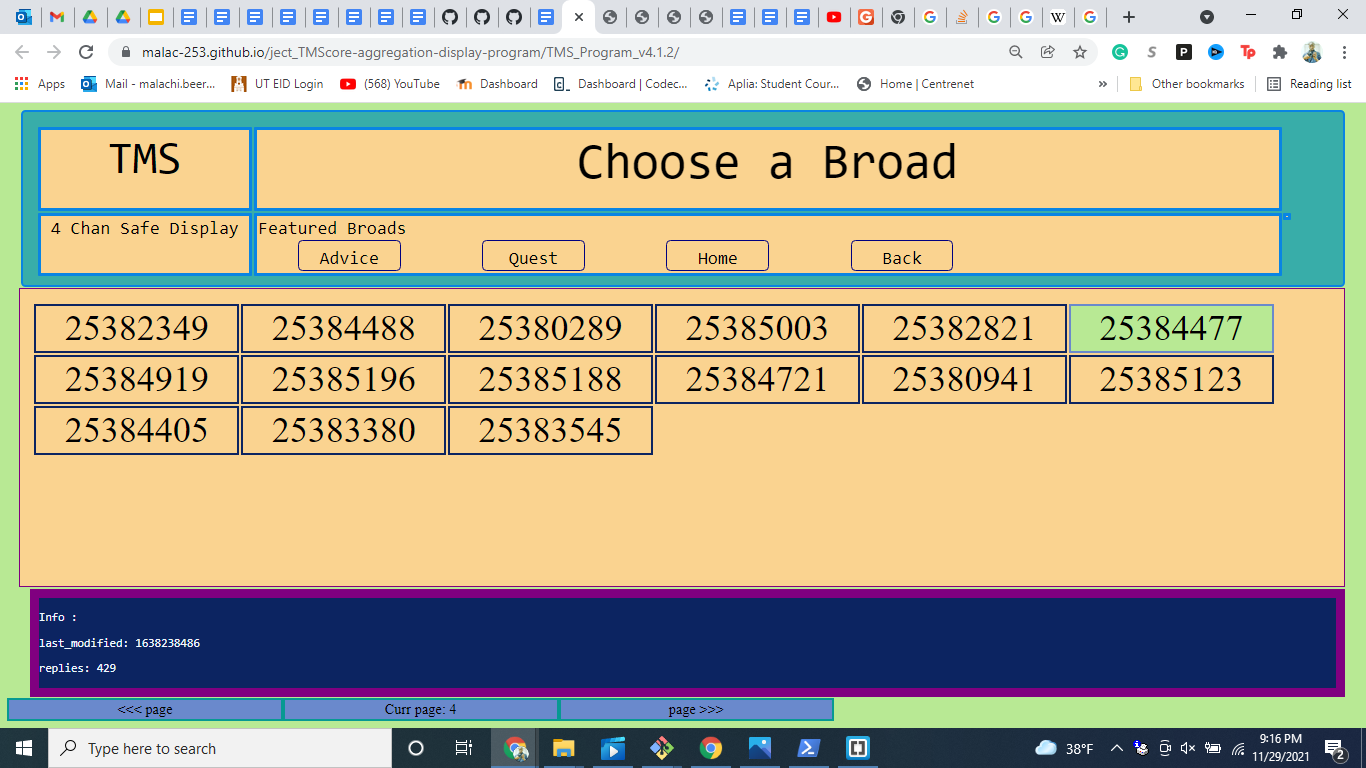 malac-253.github.io/ject_TMScore-aggregation-display-program/TMS_Program_v4.1.2/
Apps Mail - malachi.beer... UT EID Login (568) YouTube Dashboard Dashboard | Codec... Aplia: Student Cour... Home | Centrenet » Other bookmarks Reading list
TMS
Choose a Broad
4 Chan Safe Display
Featured Broads
Advice Quest Home Back
25382349 25384488 25380289 25385003 25382821 25384477
25384919 25385196 25385188 25384721 25380941 25385123
25384405 25383380 25383545
Info :
last_modified: 1638238486
replies: 429
<<< page Curr page: 4 page >>>
Type here to search
38°F
9:16 PM
11/29/2021
2